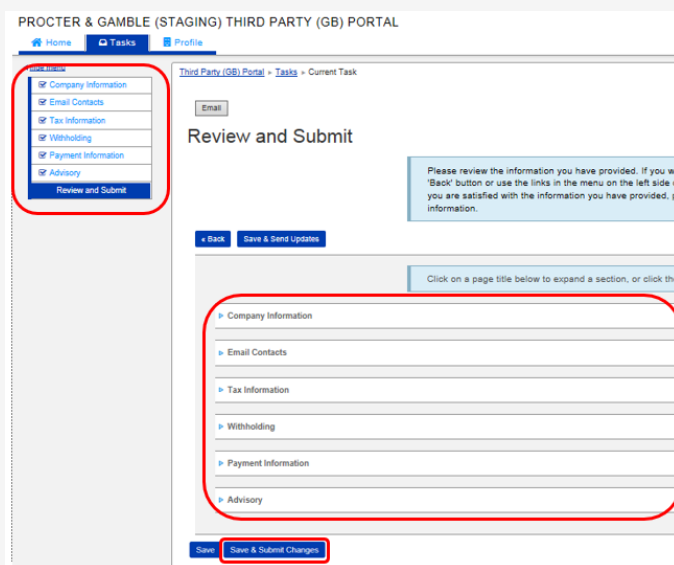 PROCTER & GAMBLE (STAGING) THIRD PARTY (GB) PORTAL
Home Tasks Profile
Hide menu
Company Information
Email Contacts
Tax Information
Withholding
Payment Information
Advisory
Review and Submit
Third Party (GB) Portal » Tasks » Current Task
Email
Review and Submit
Please review the information you have provided. If you w
'Back' button or use the links in the menu on the left side
you are satisfied with the information you have provided,
information.
« Back Save & Send Updates
Click on a page title below to expand a section, or click th
Company Information
Email Contacts
Tax Information
Withholding
Payment Information
Advisory
Save Save & Submit Changes